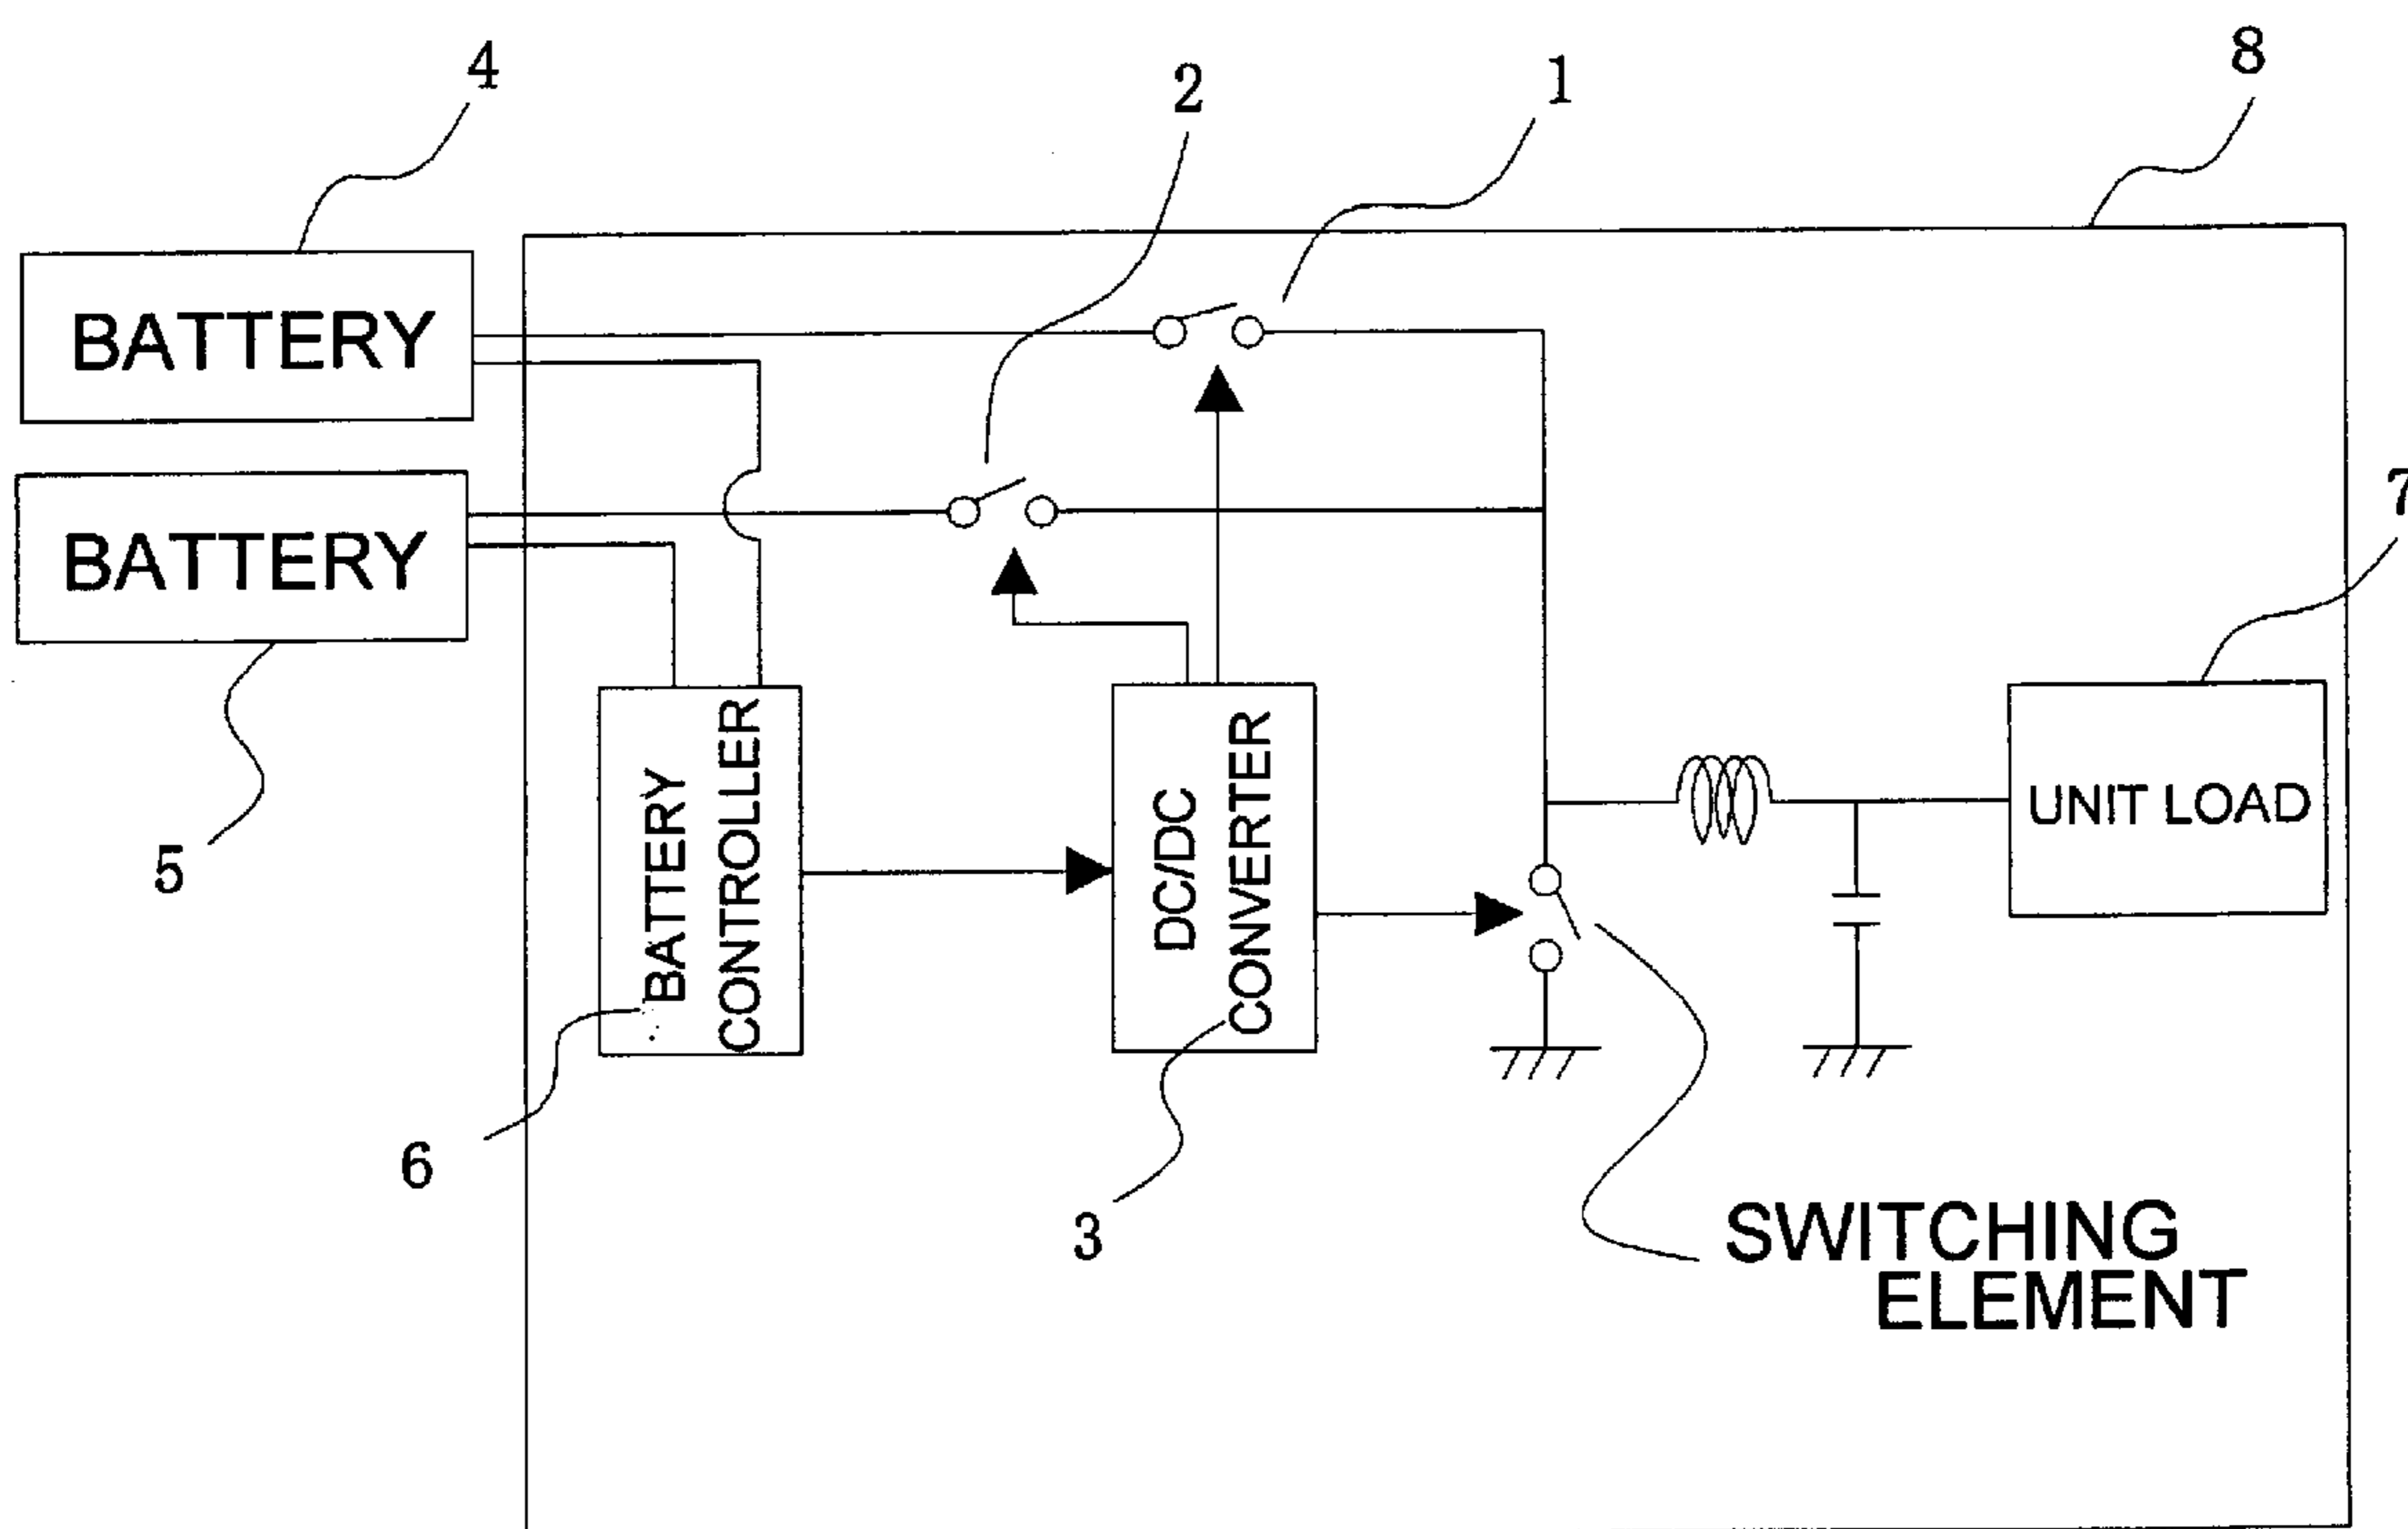 4
2
1
8
BATTERY
7
BATTERY
BATTERY
CONTROLLER
DC/DC
CONVERTER
UNIT LOAD
5
6
3
SWITCHING
ELEMENT